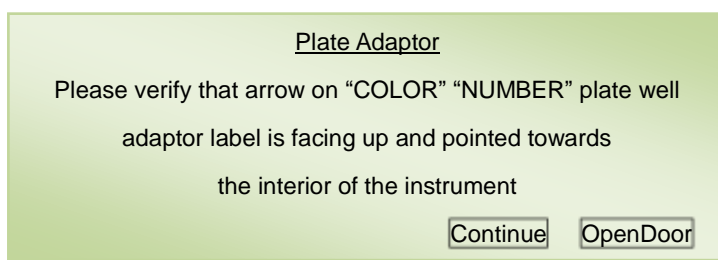 Plate Adaptor
Please verify that arrow on “COLOR” “NUMBER” plate well
adaptor label is facing up and pointed towards
the interior of the instrument
Continue OpenDoor